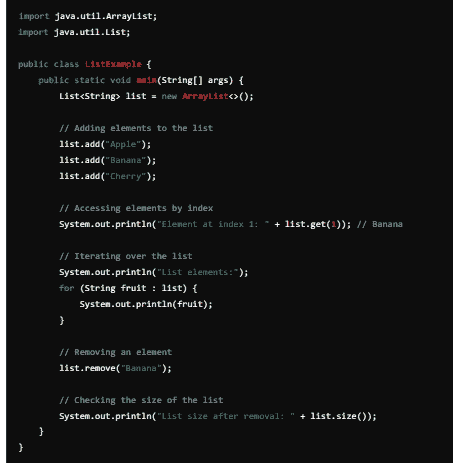 import java.util.ArrayList;
import java.util.List;
public class ListExample {
public static void main(String[] args) {
List<String> list = new ArrayList<>();
// Adding elements to the list
list.add("Apple");
list.add("Banana");
list.add("Cherry");
// Accessing elements by index
System.out.println("Element at index 1: " + list.get(1)); // Banana
// Iterating over the list
System.out.println("List elements:");
for (String fruit : list) {
System.out.println(fruit);
}
// Removing an element
list.remove("Banana");
// Checking the size of the list
System.out.println("List size after removal: " + list.size());
}
}